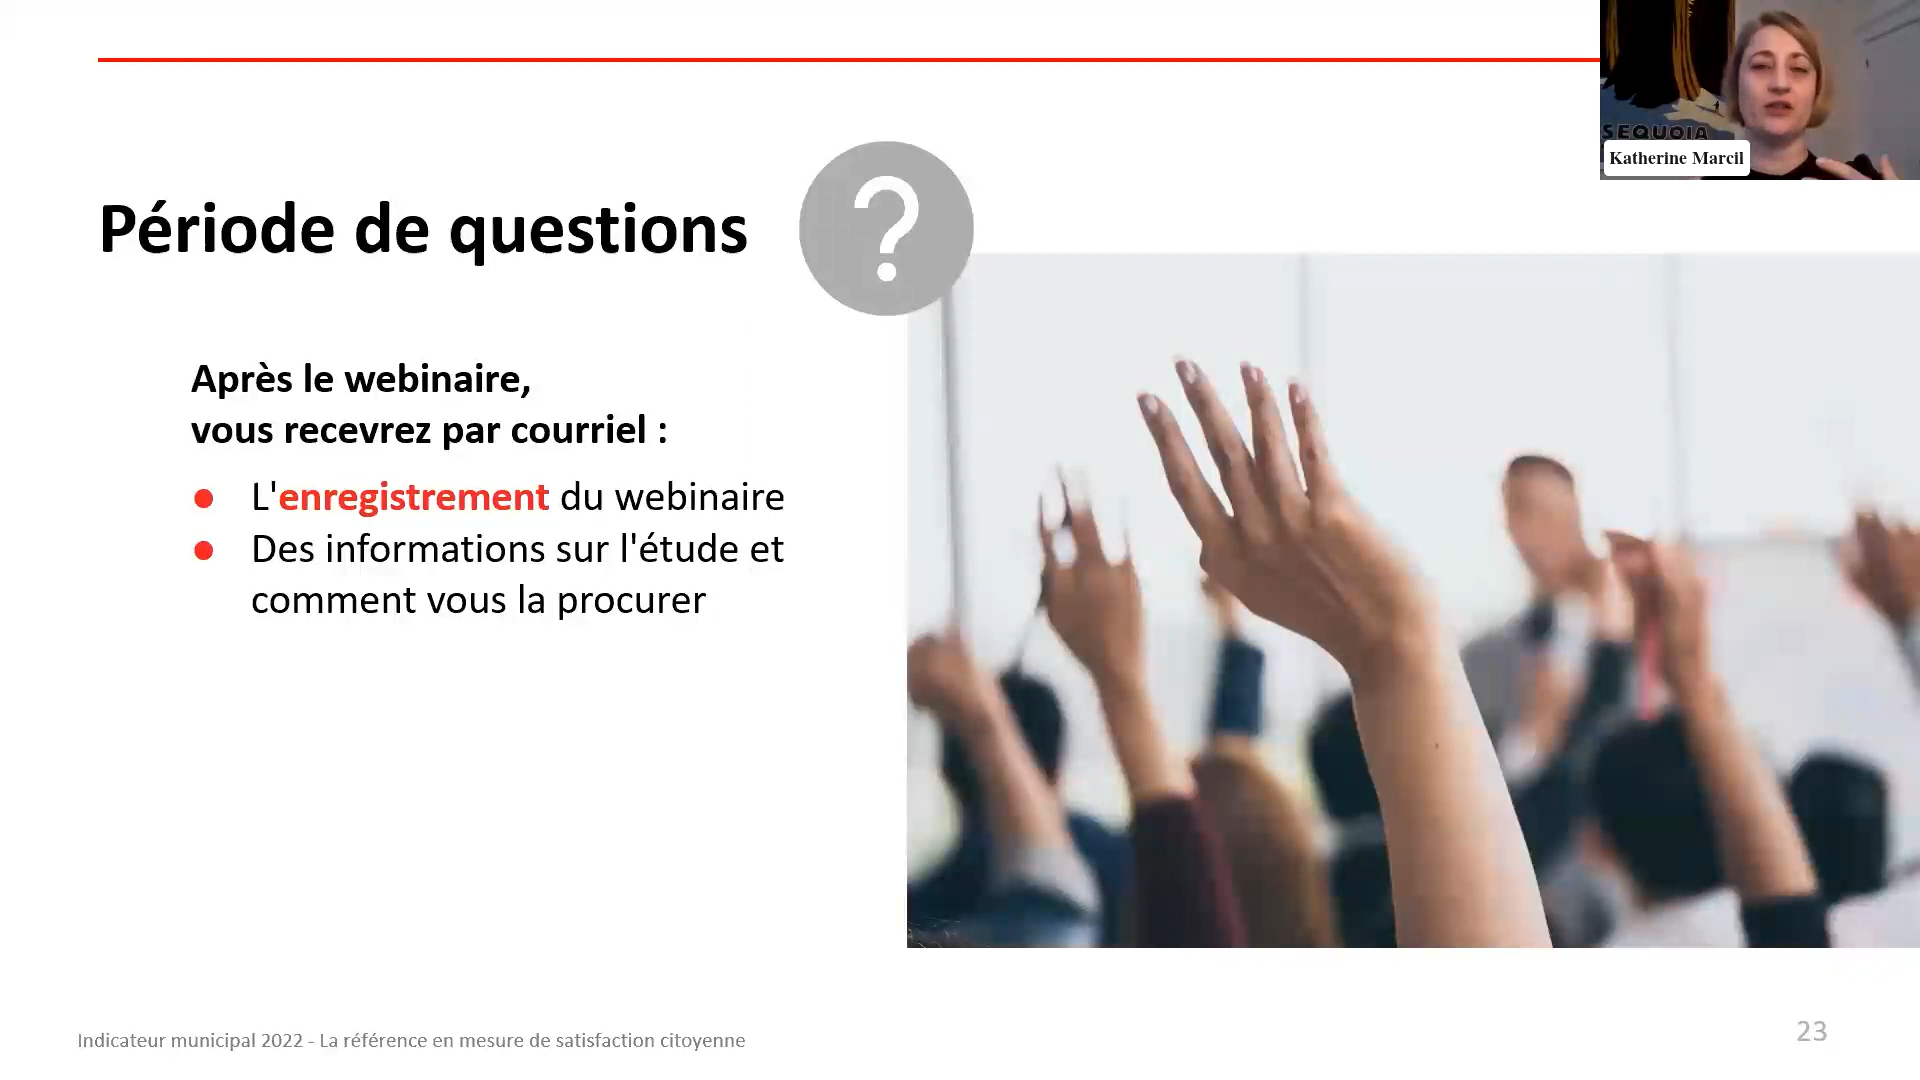 SEQUOIA
Katherine Marcil
Période de questions
?
Après le webinaire,
vous recevrez par courriel :
● L'enregistrement du webinaire
● Des informations sur l'étude et
comment vous la procurer
Indicateur municipal 2022 - La référence en mesure de satisfaction citoyenne
23